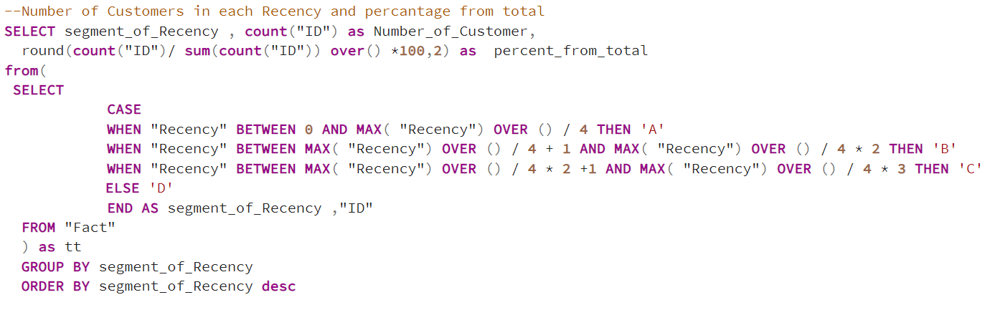 --Number of Customers in each Recency and percantage from total
SELECT segment_of_Recency , count("ID") as Number_of_Customer,
round(count("ID")/ sum(count("ID")) over() *100,2) as  percent_from_total
from(
SELECT
CASE
WHEN "Recency" BETWEEN 0 AND MAX( "Recency") OVER () / 4 THEN 'A'
WHEN "Recency" BETWEEN MAX( "Recency") OVER () / 4 + 1 AND MAX( "Recency") OVER () / 4 * 2 THEN 'B'
WHEN "Recency" BETWEEN MAX( "Recency") OVER () / 4 * 2 +1 AND MAX( "Recency") OVER () / 4 * 3 THEN 'C'
ELSE 'D'
END AS segment_of_Recency ,"ID"
FROM "Fact"
) as tt
GROUP BY segment_of_Recency
ORDER BY segment_of_Recency desc